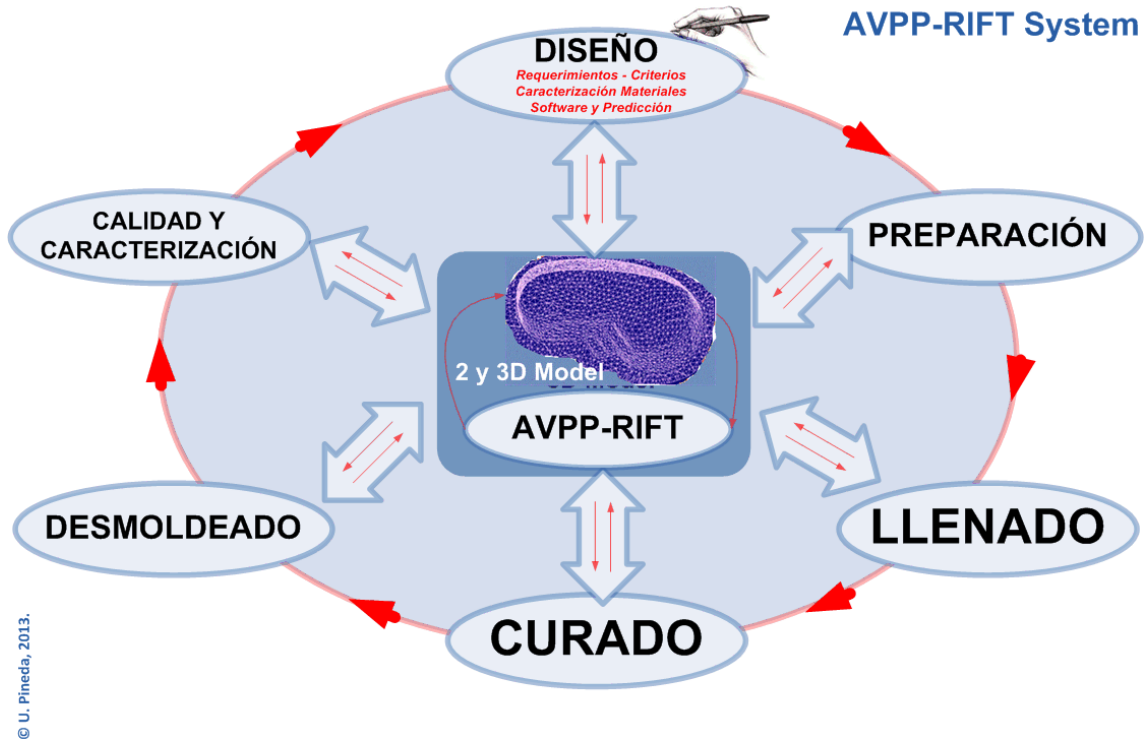 AVPP-RIFT System
DISEÑO
Requerimientos - Criterios
Caracterización Materiales
Software y Predicción
CALIDAD Y
CARACTERIZACIÓN
PREPARACIÓN
2 y 3D Model
AVPP-RIFT
DESMOLDEADO
LLENADO
CURADO
© U. Pineda, 2013.